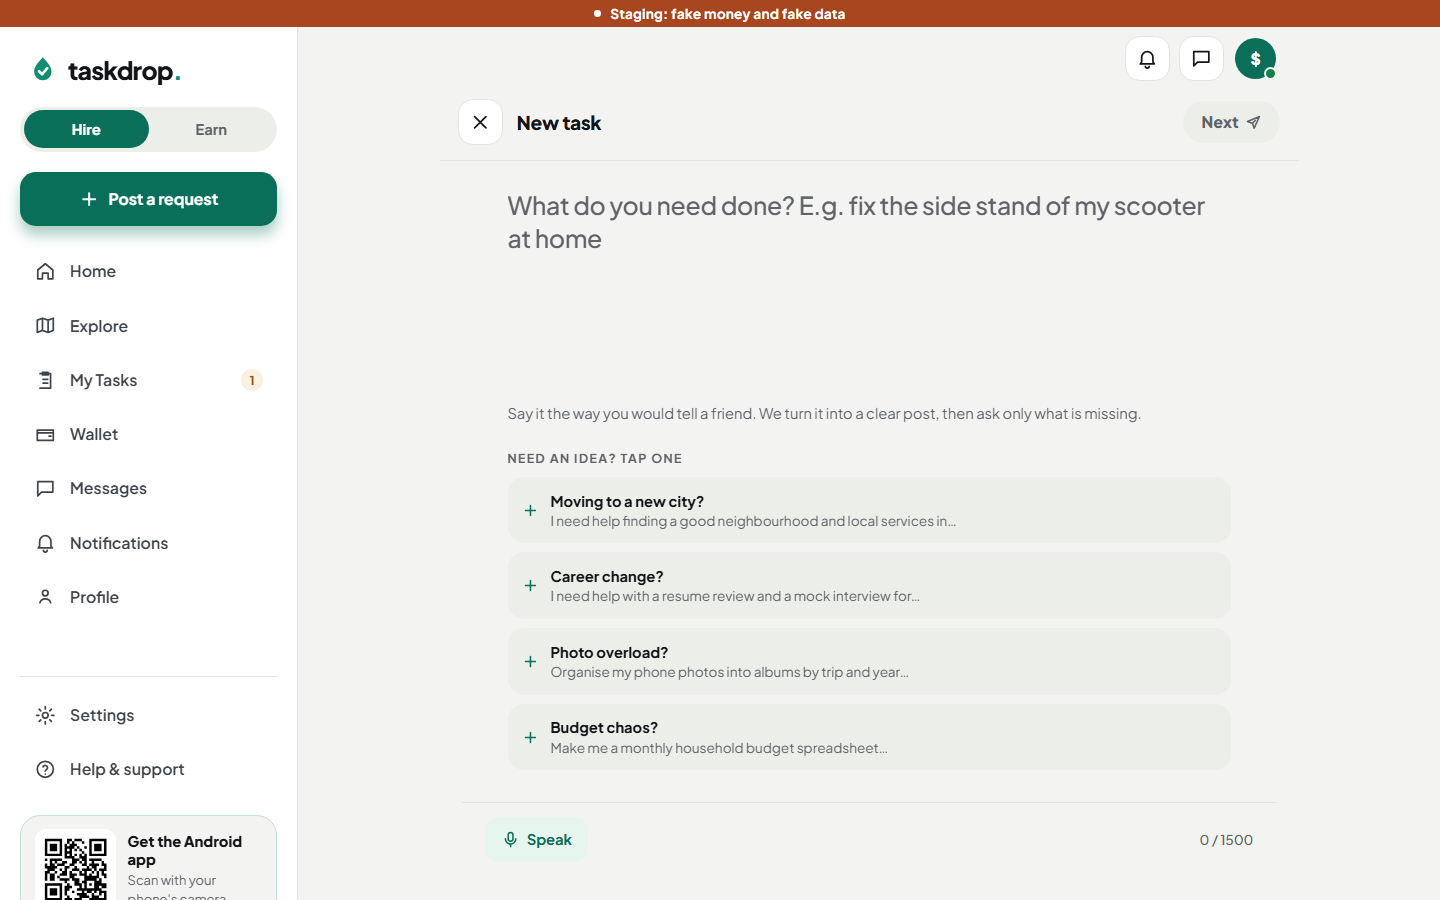 Staging: fake money and fake data
taskdrop.
Hire
Earn
Post a request
Home
Explore
My Tasks
1
Wallet
Messages
Notifications
Profile
Settings
Help & support
Get the Android
app
Scan with your
phone's camera
$
New task
Next
What do you need done? E.g. fix the side stand of my scooter
at home
Say it the way you would tell a friend. We turn it into a clear post, then ask only what is missing.
NEED AN IDEA? TAP ONE
Moving to a new city?
I need help finding a good neighbourhood and local services in...
Career change?
I need help with a resume review and a mock interview for...
Photo overload?
Organise my phone photos into albums by trip and year...
Budget chaos?
Make me a monthly household budget spreadsheet...
Speak
0 / 1500